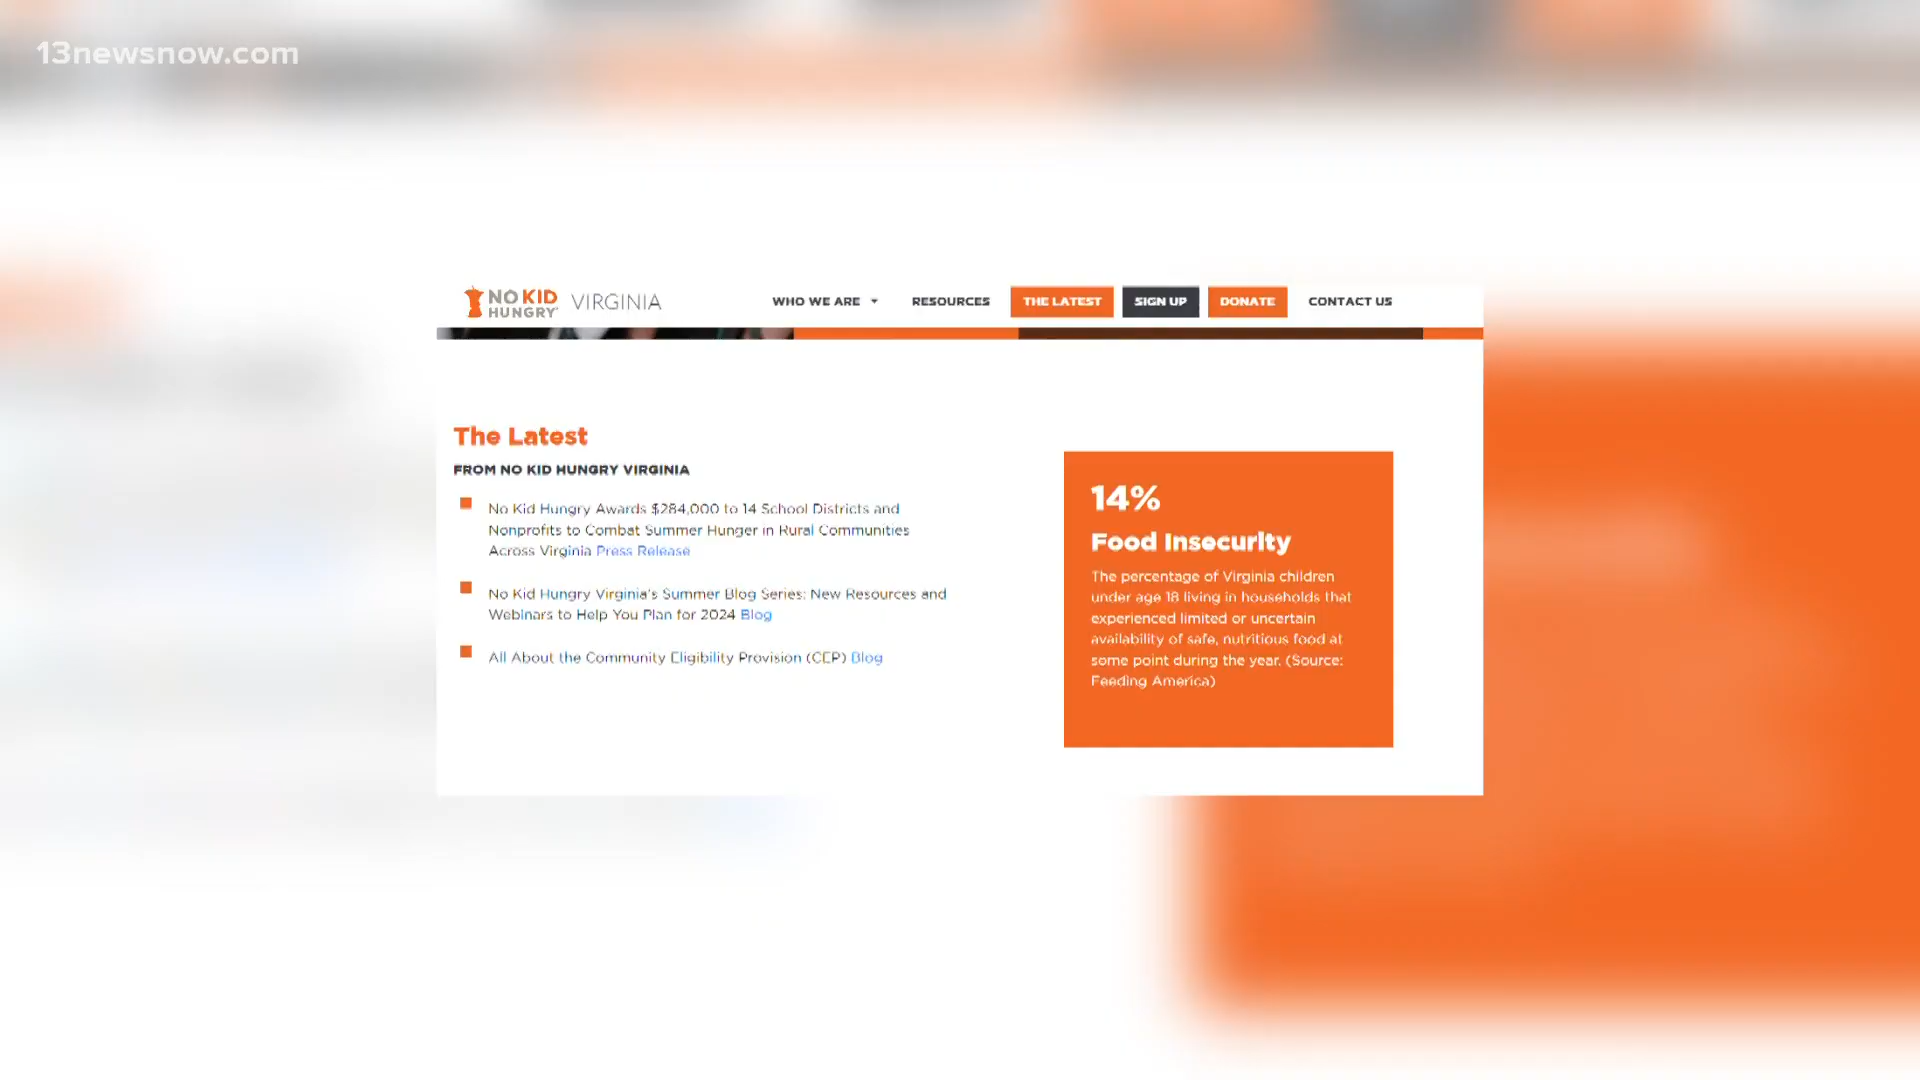 13newsnow.com
NO KID HUNGRY VIRGINIA
WHO WE ARE RESOURCES THE LATEST SIGN UP DONATE CONTACT US
The Latest
FROM NO KID HUNGRY VIRGINIA
No Kid Hungry Awards $284,000 to 14 School Districts and
Nonprofits to Combat Summer Hunger in Rural Communities
Across Virginia Press Release
No Kid Hungry Virginia's Summer Blog Series: New Resources and
Webinars to Help You Plan for 2024 Blog
All About the Community Eligibility Provision (CEP) Blog
14%
Food Insecurity
The percentage of Virginia children
under age 18 living in households that
experienced limited or uncertain
availability of safe, nutritious food at
some point during the year. (Source:
Feeding America)